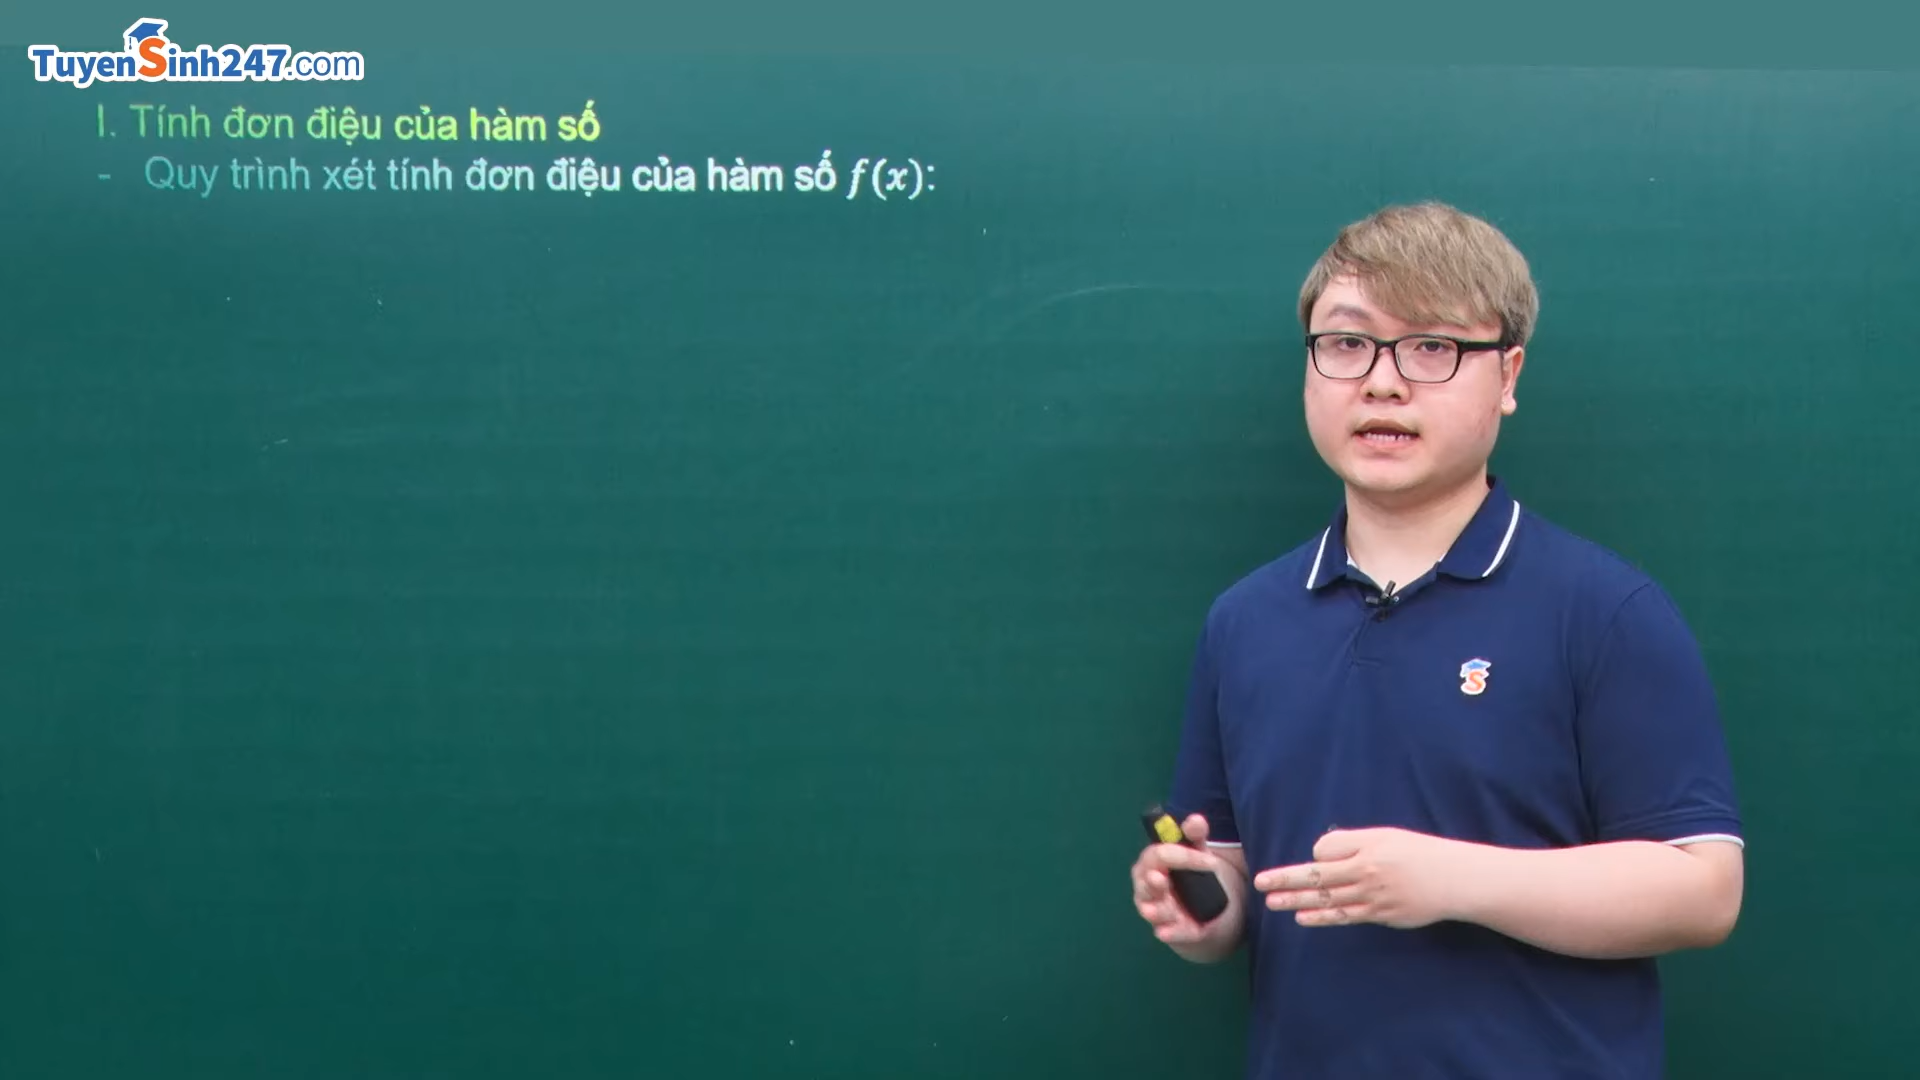 TuyenSinh247.com
I. Tính đơn điệu của hàm số
- Quy trình xét tính đơn điệu của hàm số f(x):
S